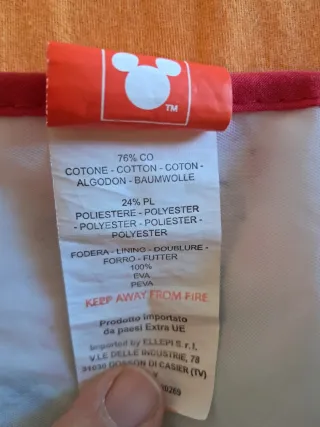 TM
76% CO
COTONE - COTTON - COTON -
ALGODON - BAUMWOLLE
24% PL
POLIESTERE - POLYESTER
- POLYESTER - POLIESTER -
POLYESTER
FODERA - LINING - DOUBLURE -
FORRO - FUTTER
100%
EVA
PEVA
KEEP AWAY FROM FIRE
Prodotto importato
da paesi Extra UE
Imported by ELLEPI S.r.l,
V.LE DELLE INDUSTRIE, 78
31030 DOSSON DI CASIER (TV)